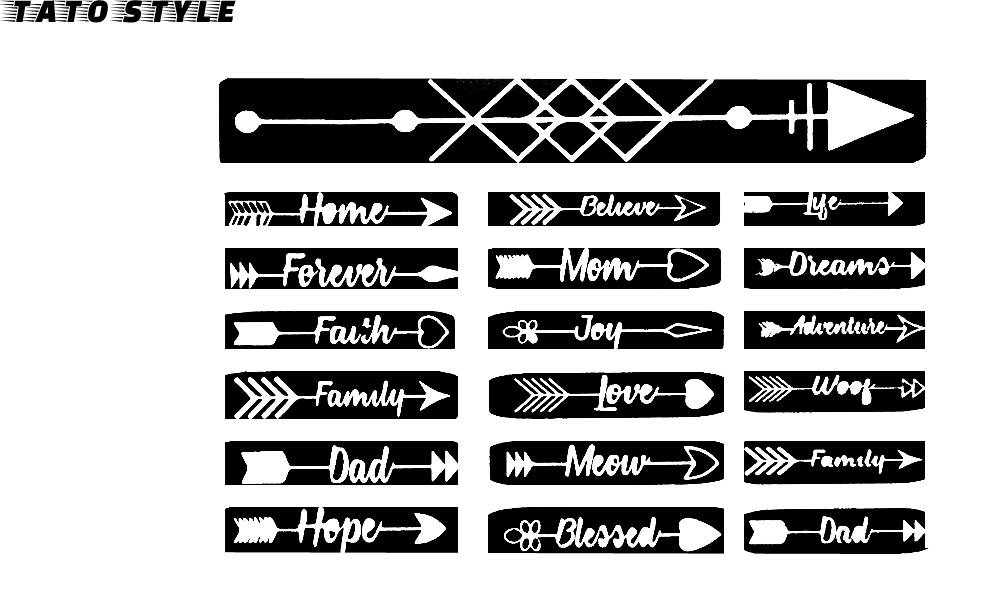 TATO STYLE
Home Believe Life
Forever Mom Dreams
Faith Joy Adventure
Family Love Woof
Dad Meow Family
Hope Blessed Dad